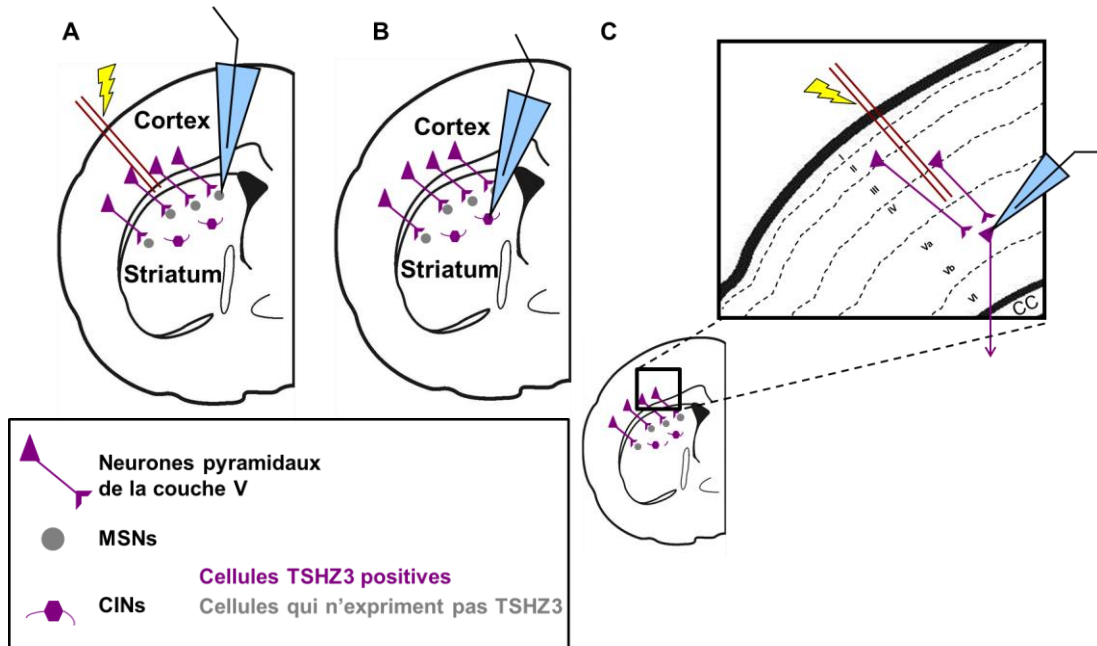 A
B
C
Cortex
Striatum
Cortex
Striatum
I
II
III
IV
Va
Vb
VI
CC
Neurones pyramidaux
de la couche V
MSNs
Cellules TSHZ3 positives
CINs
Cellules qui n'expriment pas TSHZ3